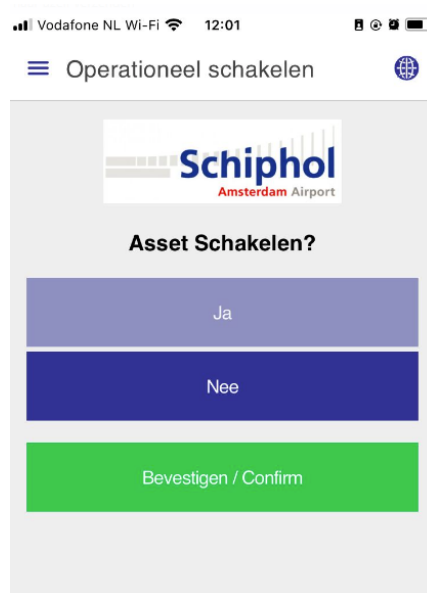 Vodafone NL Wi-Fi 12:01
Operationeel schakelen
Schiphol
Amsterdam Airport
Asset Schakelen?
Ja
Nee
Bevestigen / Confirm